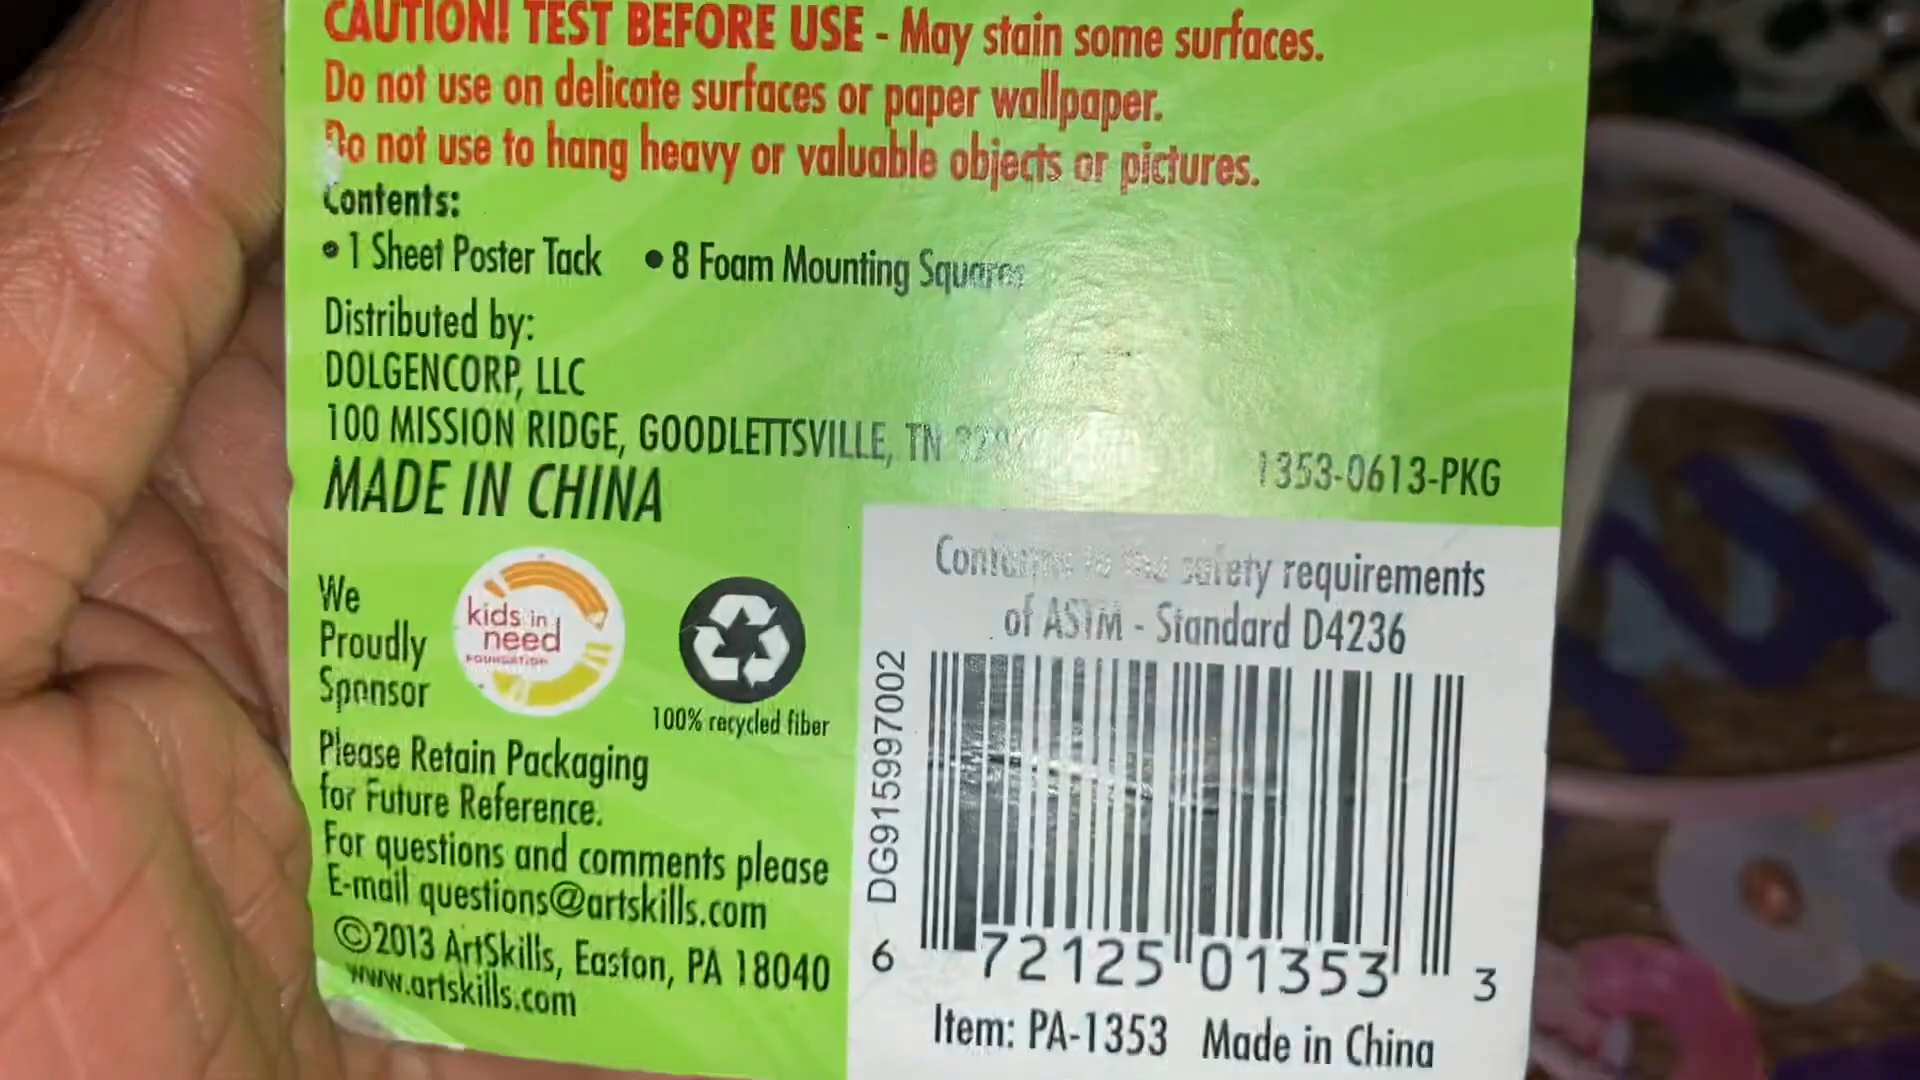 CAUTION! TEST BEFORE USE - May stain some surfaces.
Do not use on delicate surfaces or paper wallpaper.
Do not use to hang heavy or valuable objects or pictures.
Contents:
• 1 Sheet Poster Tack • 8 Foam Mounting Squares
Distributed by:
DOLGENCORP, LLC
100 MISSION RIDGE, GOODLETTSVILLE, TN
1353-0613-PKG
MADE IN CHINA
We
Proudly
Sponsor
kids in
need
FOUNDATION
100% recycled fiber
Please Retain Packaging
for Future Reference.
For questions and comments please
E-mail questions@artskills.com
©2013 ArtSkills, Easton, PA 18040
www.artskills.com
Conforms to the safety requirements
of ASTM - Standard D4236
DG915997002
6 72125 01353 3
Item: PA-1353 Made in China